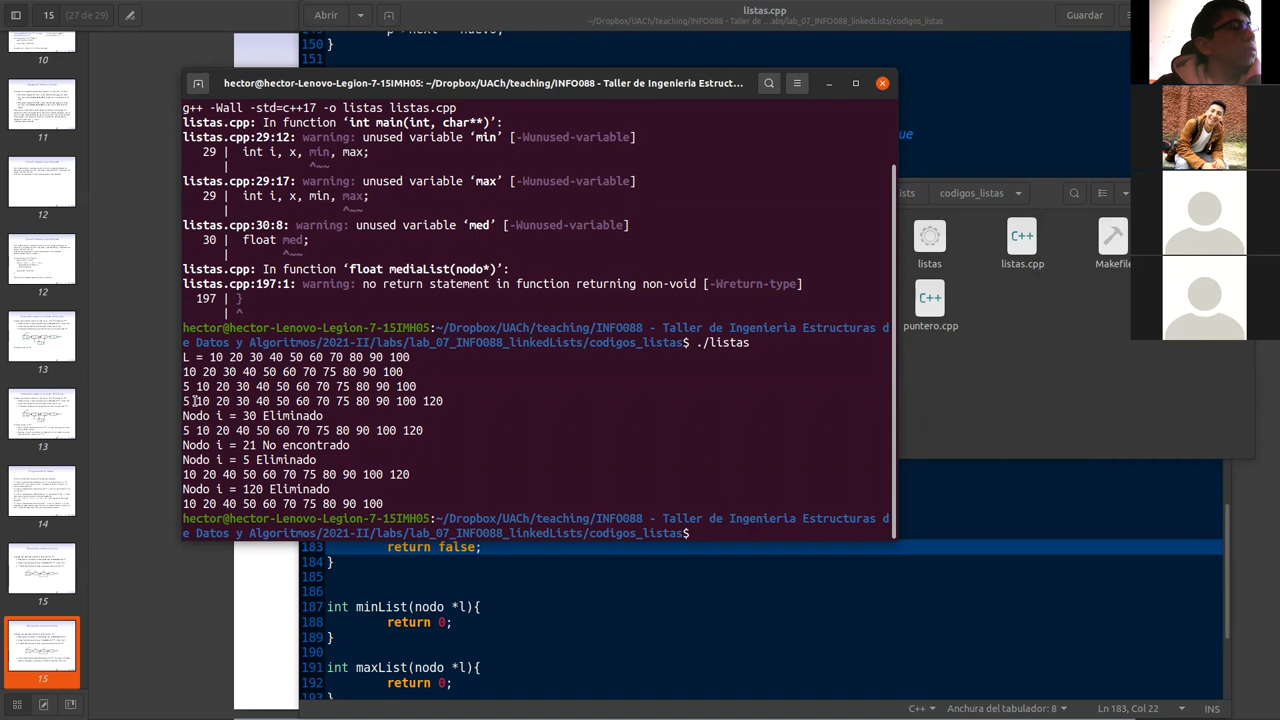 15
(27 de 29)
Abrir
listas.cpp
~/Dropbox/UACh/teaching/INFO088 - Taller de ...abs/lab_07_INFO088_linkedLists/codigos_listas
Guardar
150 }
151
hector@hector-Lenovo-Legion-7-15IMH05: ~/Dropbox/UACh/teaching/INFO088 - Taller de Ingenieria Estr...
all -std=c++14 -o listas listas.cpp
listas.cpp: In function ‘int main(int, char**)’:
listas.cpp:29:12: warning: unused variable ‘min’ [-Wunused-variable]
29 | int i, x, min, max;
| ^~~
listas.cpp:29:17: warning: unused variable ‘max’ [-Wunused-variable]
29 | int i, x, min, max;
| ^~~
listas.cpp:30:8: warning: unused variable ‘med’ [-Wunused-variable]
30 | float med;
| ^~~
listas.cpp: In function ‘float mediaList(nodo*)’:
listas.cpp:197:1: warning: no return statement in function returning non-void [-Wreturn-type]
197 | }
| ^
hector@hector-Lenovo-Legion-7-15IMH05:~/Dropbox/UACh/teaching/INFO088 - Taller de Ingenieria Estructuras d
e Datos y Algoritmos/2021-II/labs/lab_07_INFO088_linkedLists/codigos_listas$ ./listas
L = 10 20 30 40 50 60 70 75 80 90 100
10 20 30 40 50 60 70 75 80 90 100
5 10 20 30 40 50 60 70 75 80 90 100
5 10 20 30 40 50 60 70 75 80 90 100 120
Nodo i = 30 Eliminado
5 10 20 40 50 60 70 75 80 90 100 120
Nodo i = 21 No encontrado
Nodo i = 5 Eliminado
10 20 40 50 60 70 75 80 90 100 120
Nodo i = 120 Eliminado
10 20 40 50 60 70 75 80 90 100
hector@hector-Lenovo-Legion-7-15IMH05:~/Dropbox/UACh/teaching/INFO088 - Taller de Ingenieria Estructuras d
e Datos y Algoritmos/2021-II/labs/lab_07_INFO088_linkedLists/codigos_listas$
ue
codigos_listas
listas
listas.cpp
Makefile
puntero.cpp
183 return false;
184 }
185
186
187 int minList(nodo *l){
188 return 0;
189 }
190
191 int maxList(nodo *l){
192 return 0;
193 }
C++
Anchura del tabulador: 8
Ln 183, Col 22
INS
10
11
12
12
13
13
14
15
15